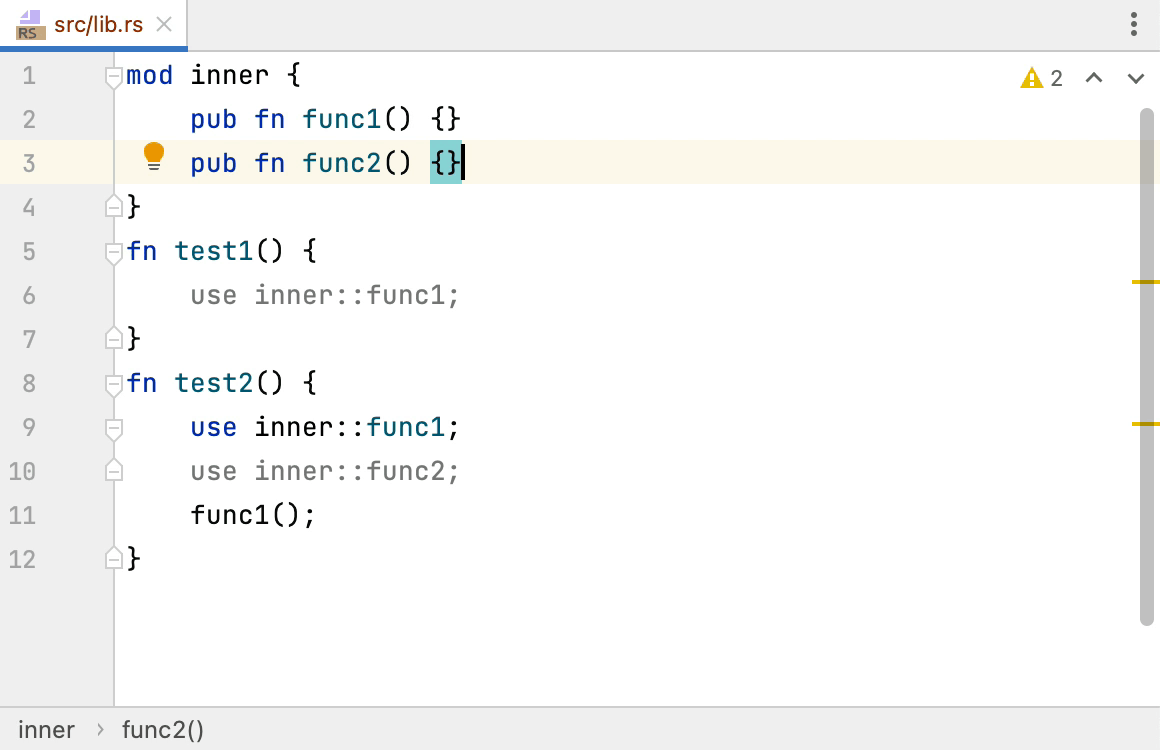 RS src/lib.rs
1 mod inner { 2
2     pub fn func1() {}
3     pub fn func2() {}
4 }
5 fn test1() {
6     use inner::func1;
7 }
8 fn test2() {
9     use inner::func1;
10     use inner::func2;
11     func1();
12 }
inner › func2()